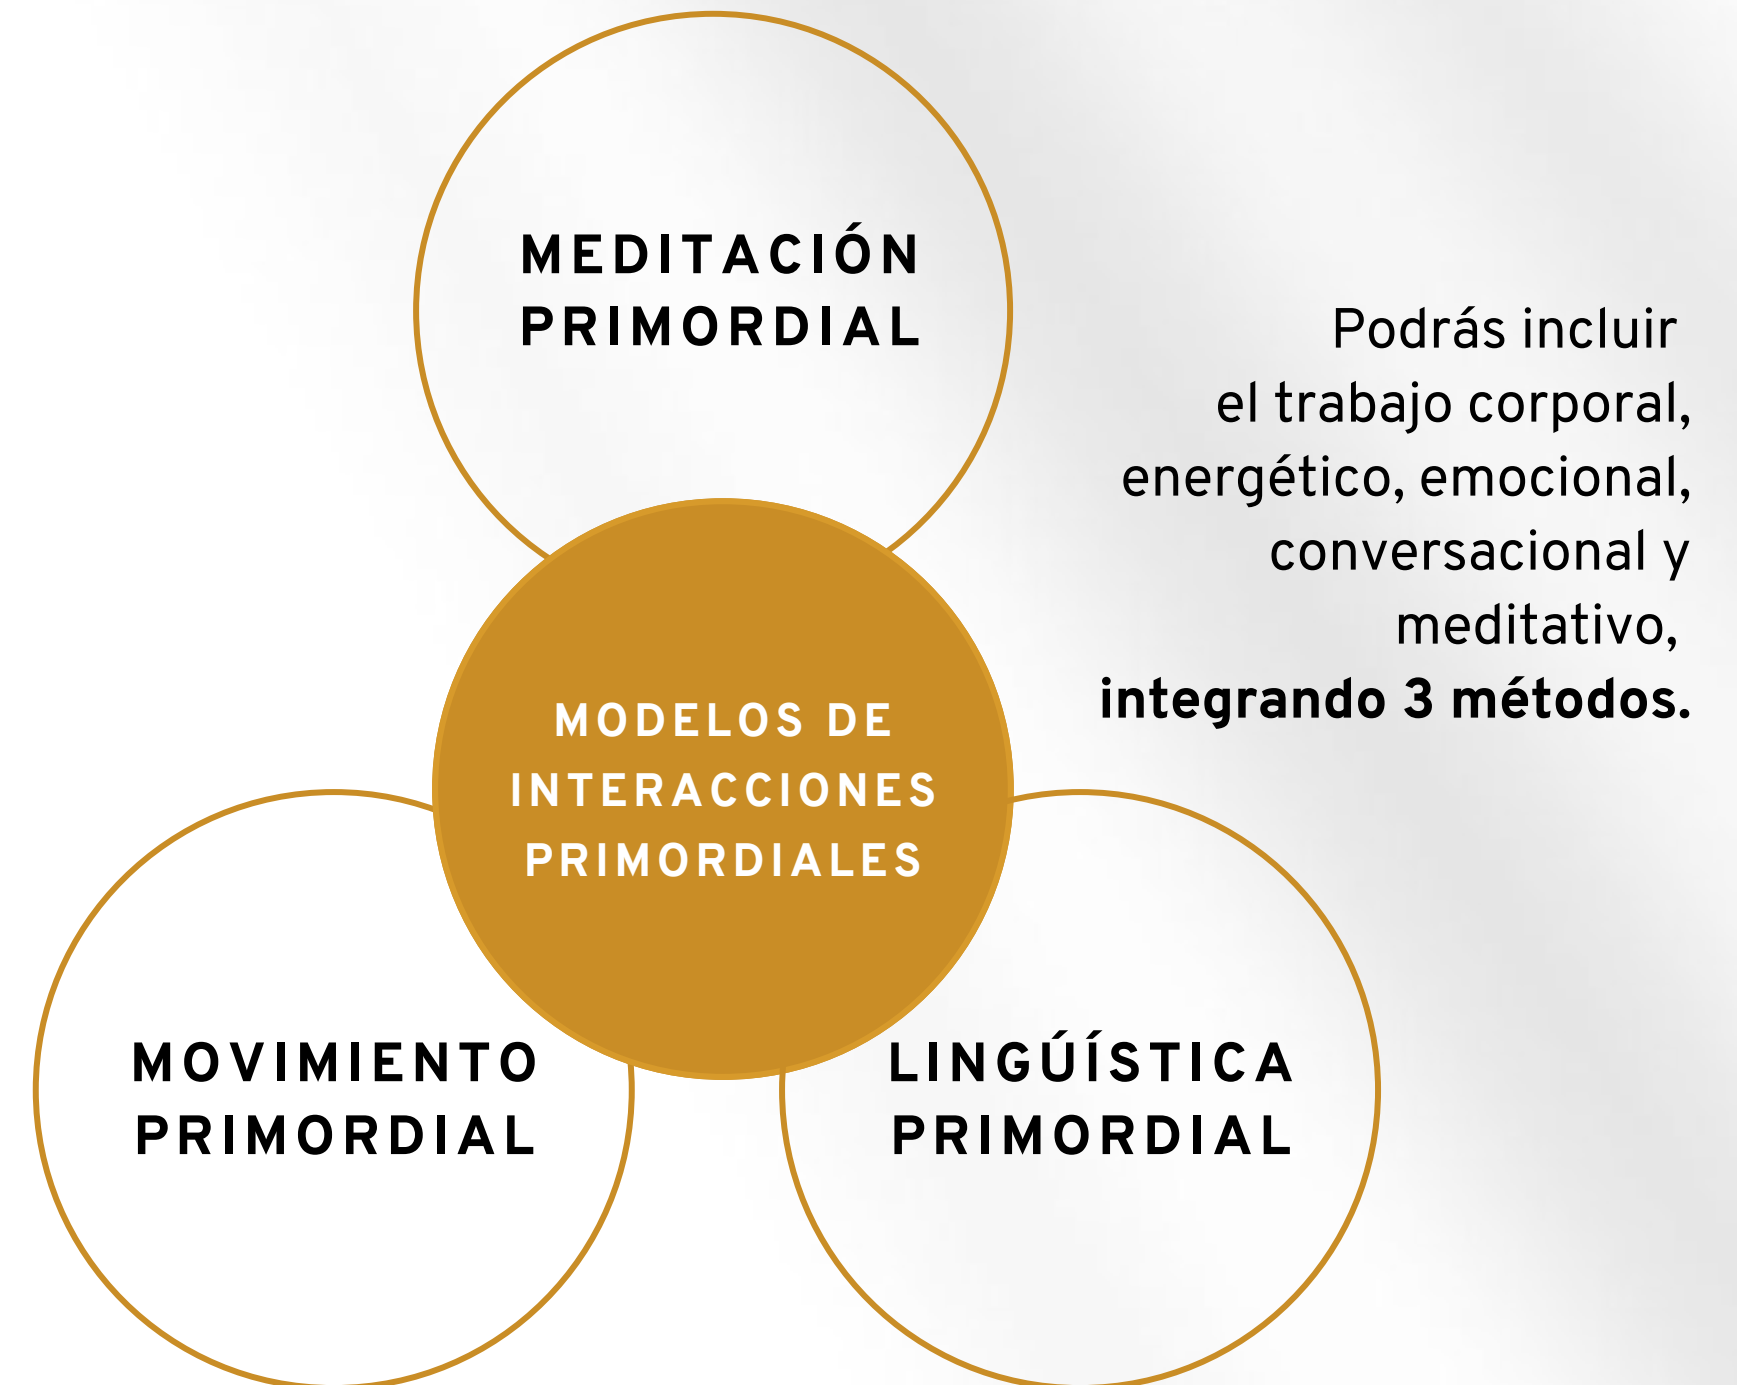 MEDITACIÓN
PRIMORDIAL
Podrás incluir
el trabajo corporal,
energético, emocional,
conversacional y
meditativo,
integrando 3 métodos.
MODELOS DE
INTERACCIONES
PRIMORDIALES
MOVIMIENTO
PRIMORDIAL
LINGÚÍSTICA
PRIMORDIAL